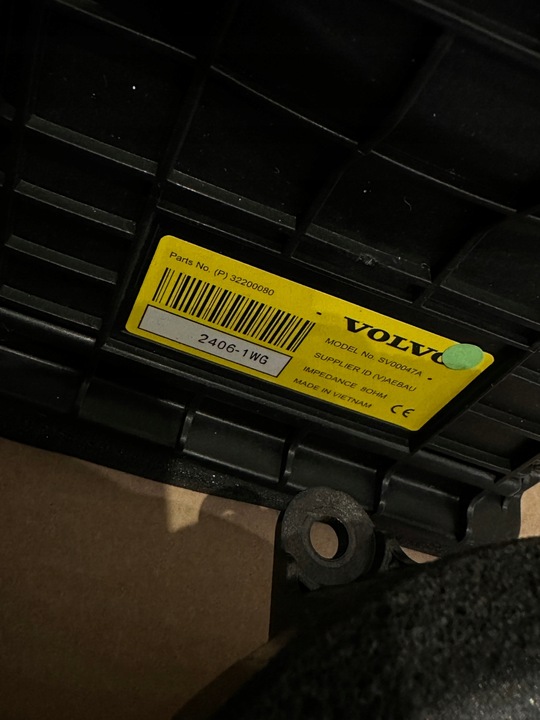 Parts No. (P) 32200080
2406-1WG
VOLVO
MODEL No. SV00047A
SUPPLIER ID.(V)AEBAU
IMPEDANCE. 8OHM
MADE IN VIETNAM
CE